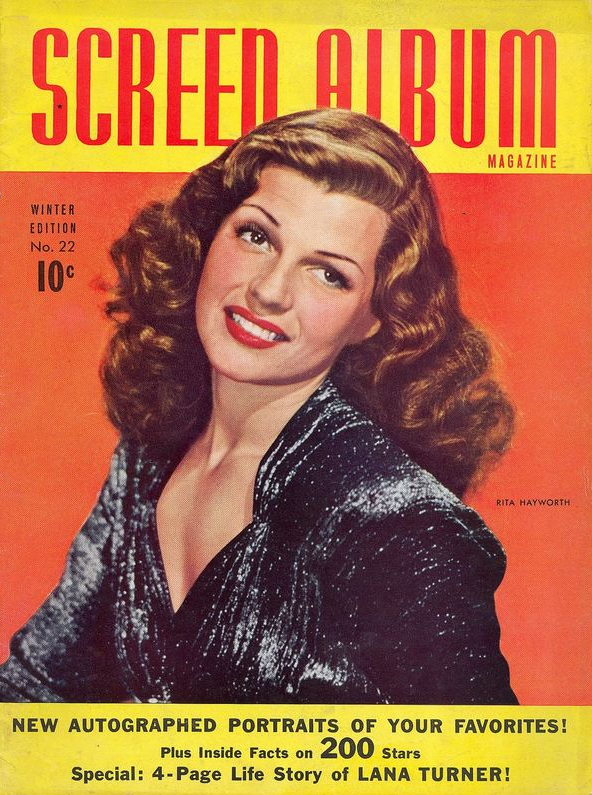 SCREEN ALBUM
MAGAZINE
WINTER
EDITION
No. 22
10c
RITA HAYWORTH
NEW AUTOGRAPHED PORTRAITS OF YOUR FAVORITES!
Plus Inside Facts on 200 Stars
Special: 4-Page Life Story of LANA TURNER!